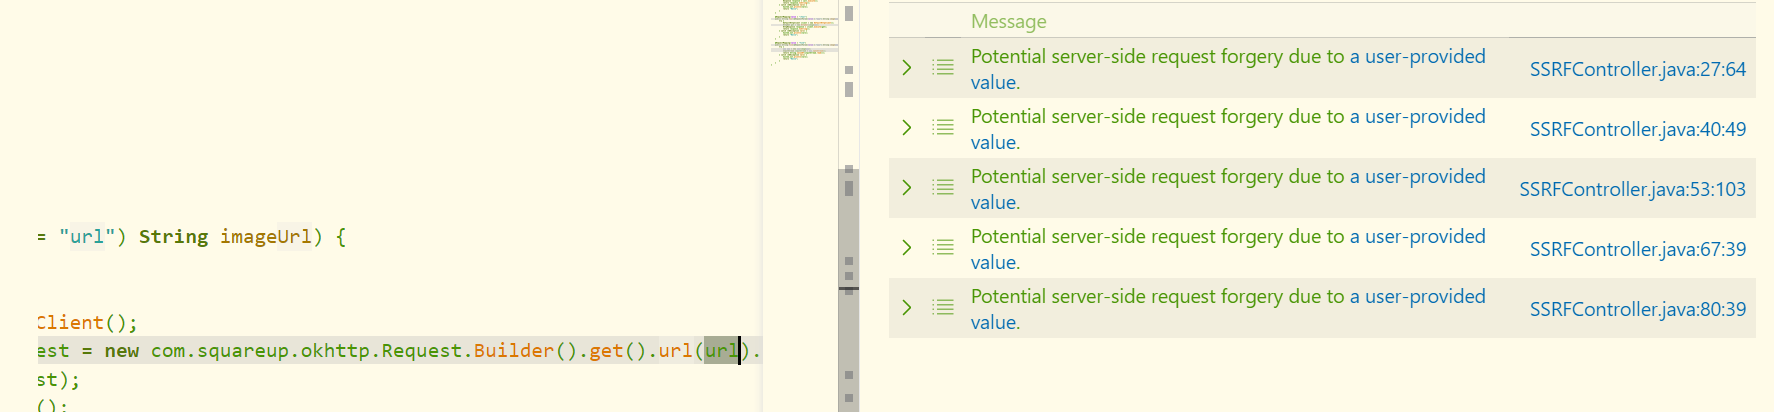 = "url") String imageUrl) {
Client();
est = new com.squareup.okhttp.Request.Builder().get().url(url).
st);
();
Message
Potential server-side request forgery due to a user-provided
value.
SSRFController.java:27:64
Potential server-side request forgery due to a user-provided
value.
SSRFController.java:40:49
Potential server-side request forgery due to a user-provided
value.
SSRFController.java:53:103
Potential server-side request forgery due to a user-provided
value.
SSRFController.java:67:39
Potential server-side request forgery due to a user-provided
value.
SSRFController.java:80:39